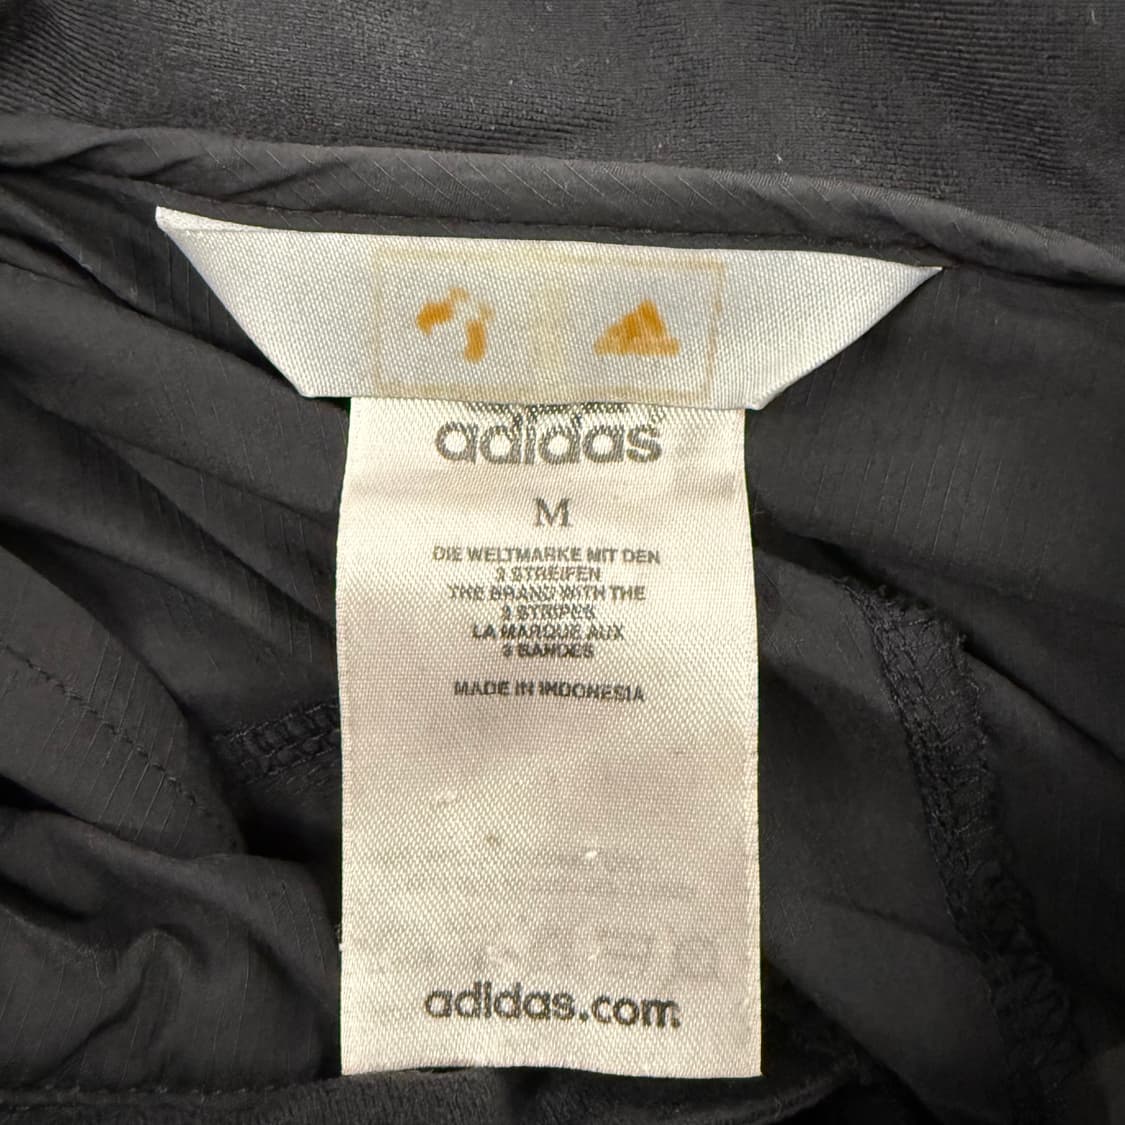 adidas
M
DIE WELTMARKE MIT DEN
3 STREIFEN
THE BRAND WITH THE
3 STRIPES
LA MARQUE AUX
3 BANDES
MADE IN INDONESIA
adidas.com